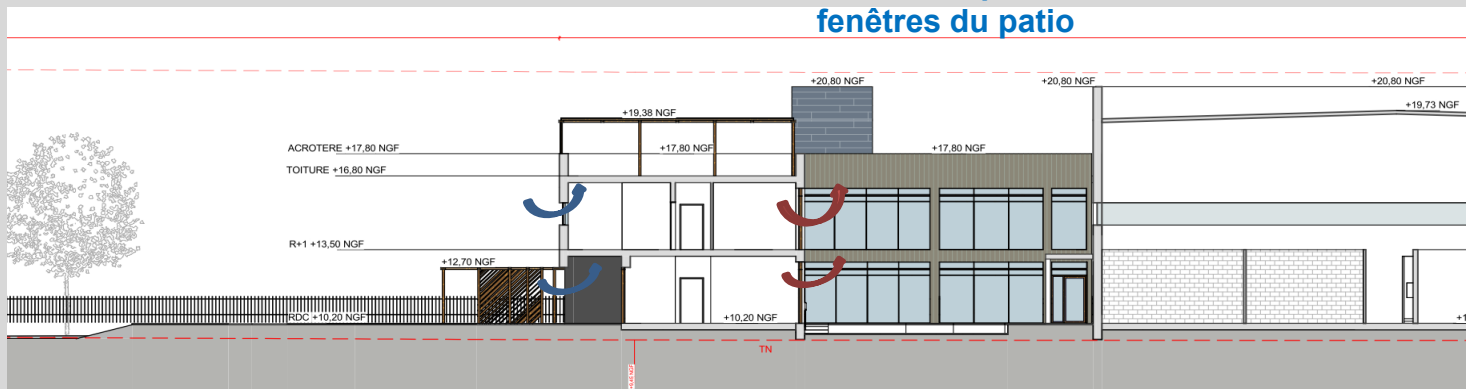 fenêtres du patio
+20,80 NGF
+20,80 NGF
+20,80 NGF
+19,73 NGF
+19,38 NGF
ACROTERE +17,80 NGF
+17,80 NGF
+17,80 NGF
TOITURE +16,80 NGF
R+1 +13,50 NGF
+12,70 NGF
RDC +10,20 NGF
+10,20 NGF
TN